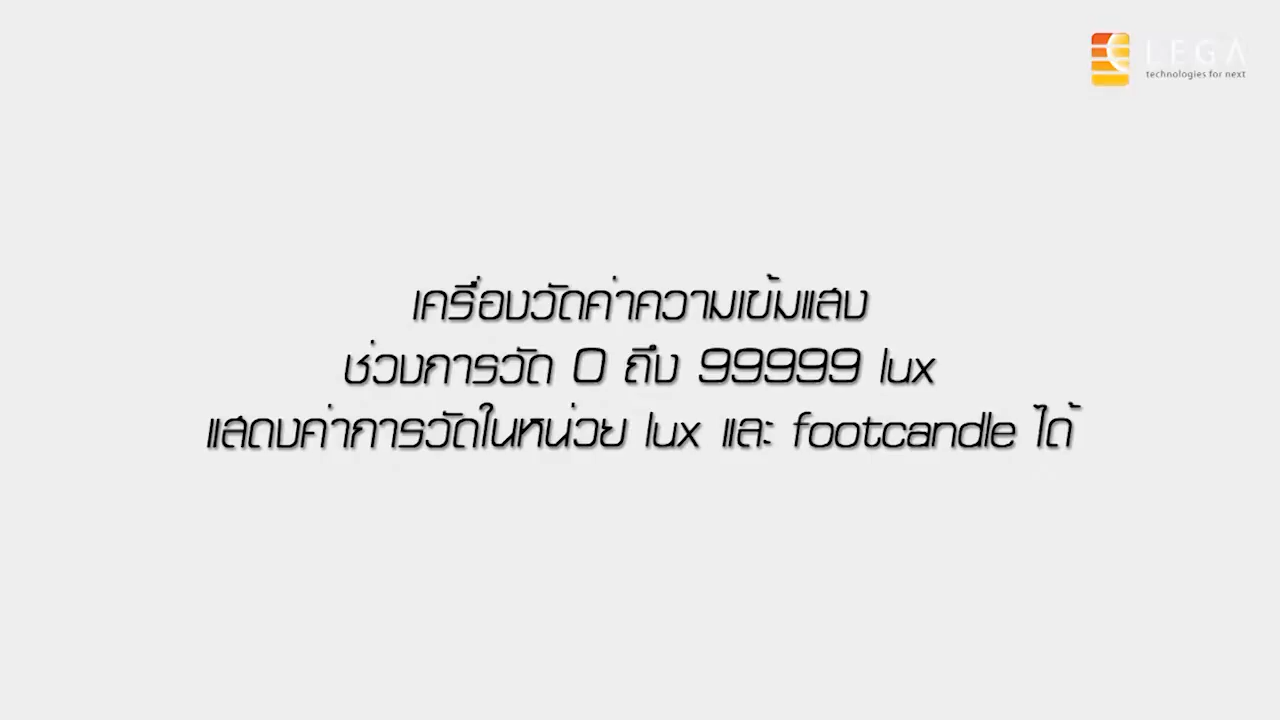 LEGA
technologies for next
เครื่องวัดค่าความเข้มแสง
ช่วงการวัด 0 ถึง 99999 lux
แสดงค่าการวัดในหน่วย lux และ footcandle ได้